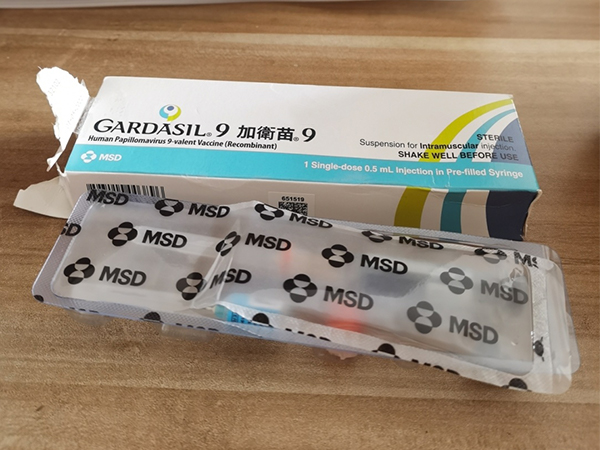 GARDASIL®9 加衛苗®9
Human Papillomavirus 9-valent Vaccine (Recombinant)
MSD
STERILE
Suspension for Intramuscular injection.
SHAKE WELL BEFORE USE
1 Single-dose 0.5 mL Injection in Pre-filled Syringe
651519
MSD
MSD
MSD
MSD
MSD
MSD
MSD
MSD
MSD
MSD